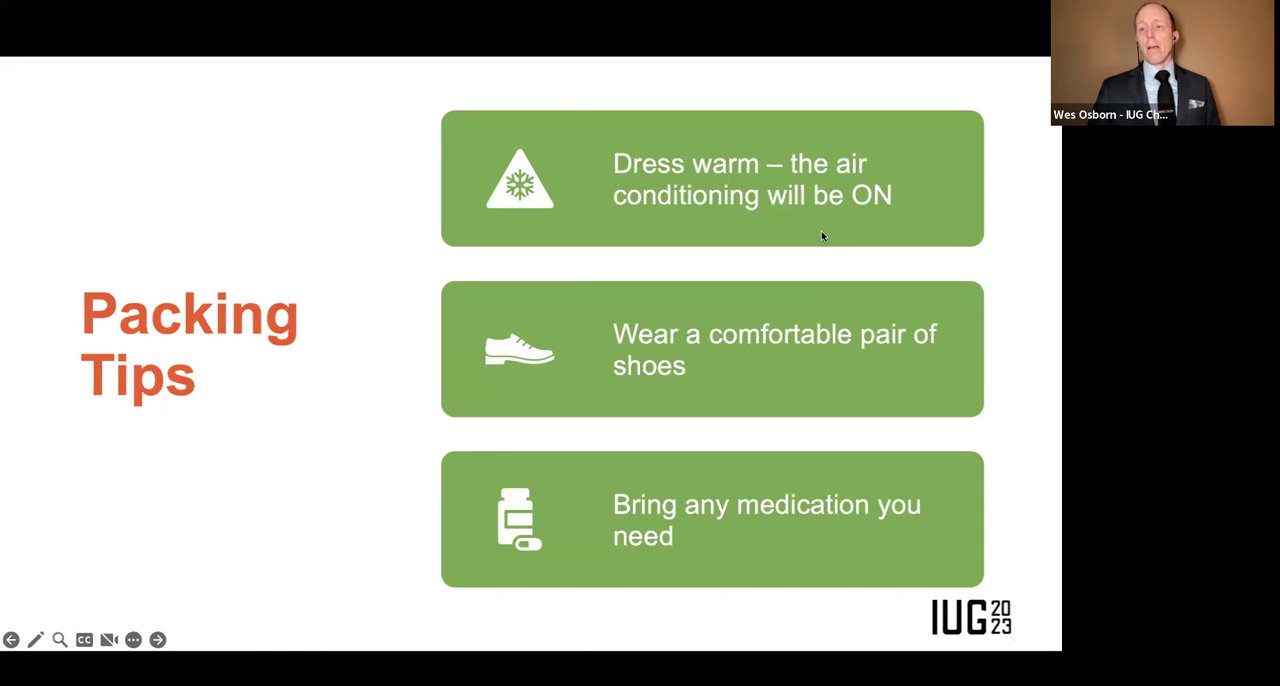 Wes Osborn - IUG Ch...
Dress warm – the air
conditioning will be ON
Packing
Tips
Wear a comfortable pair of
shoes
Bring any medication you
need
IUG 20
23
CC